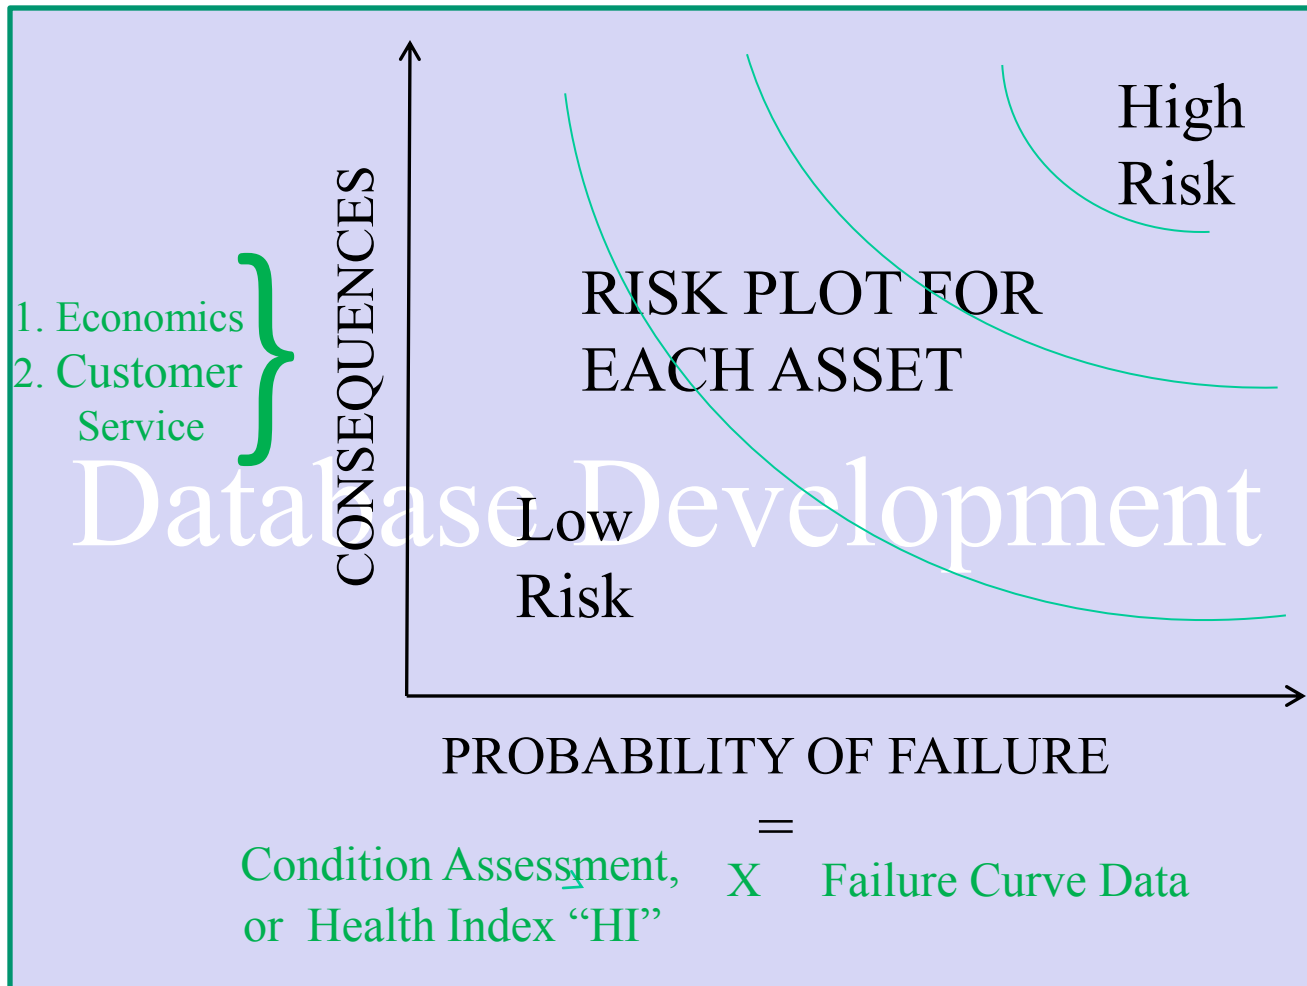 High
Risk
CONSEQUENCES
RISK PLOT FOR
EACH ASSET
1. Economics
2. Customer
Service
}
Database Development
Low
Risk
PROBABILITY OF FAILURE
=
Condition Assessment,
or Health Index “HI”
X
Failure Curve Data